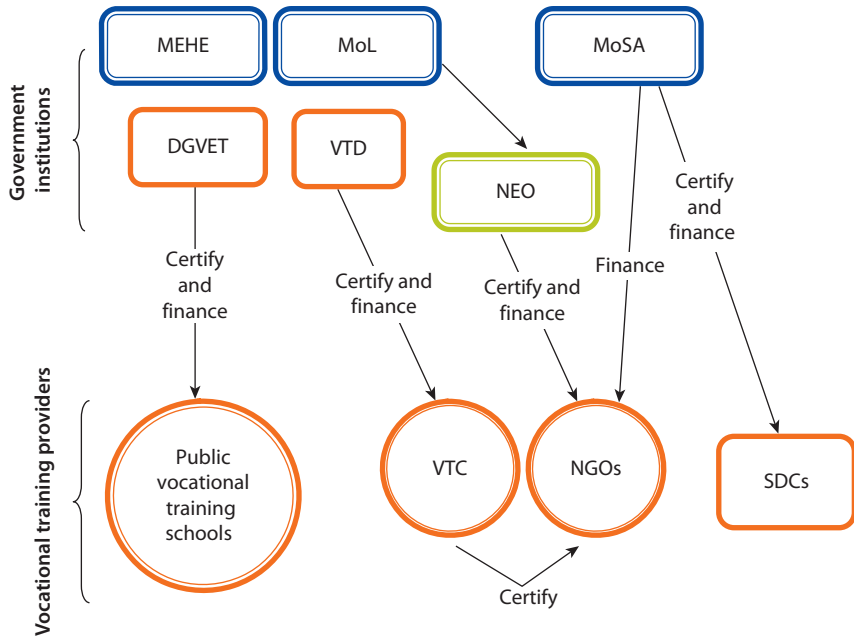 Government
institutions
MEHE
MoL
MoSA
DGVET
VTD
NEO
Certify
and
finance
Certify and
finance
Certify and
finance
Finance
Certify
and
finance
Vocational training providers
Public
vocational
training
schools
VTC
NGOs
SDCs
Certify